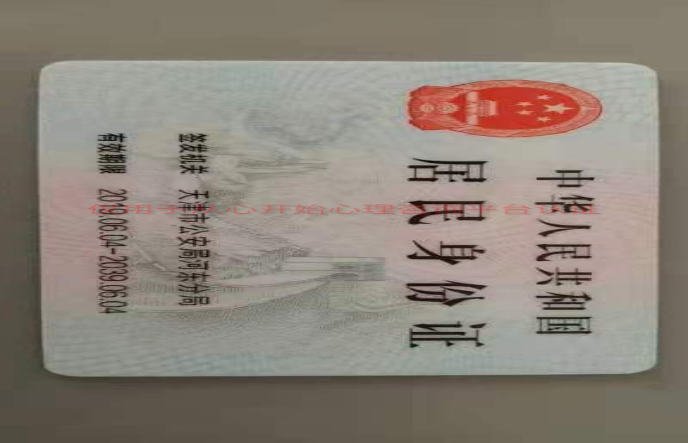 中华人民共和国
居民身份证
签发机关 天津市公安局河东分局
有效期限 2019.06.04-2039.06.04